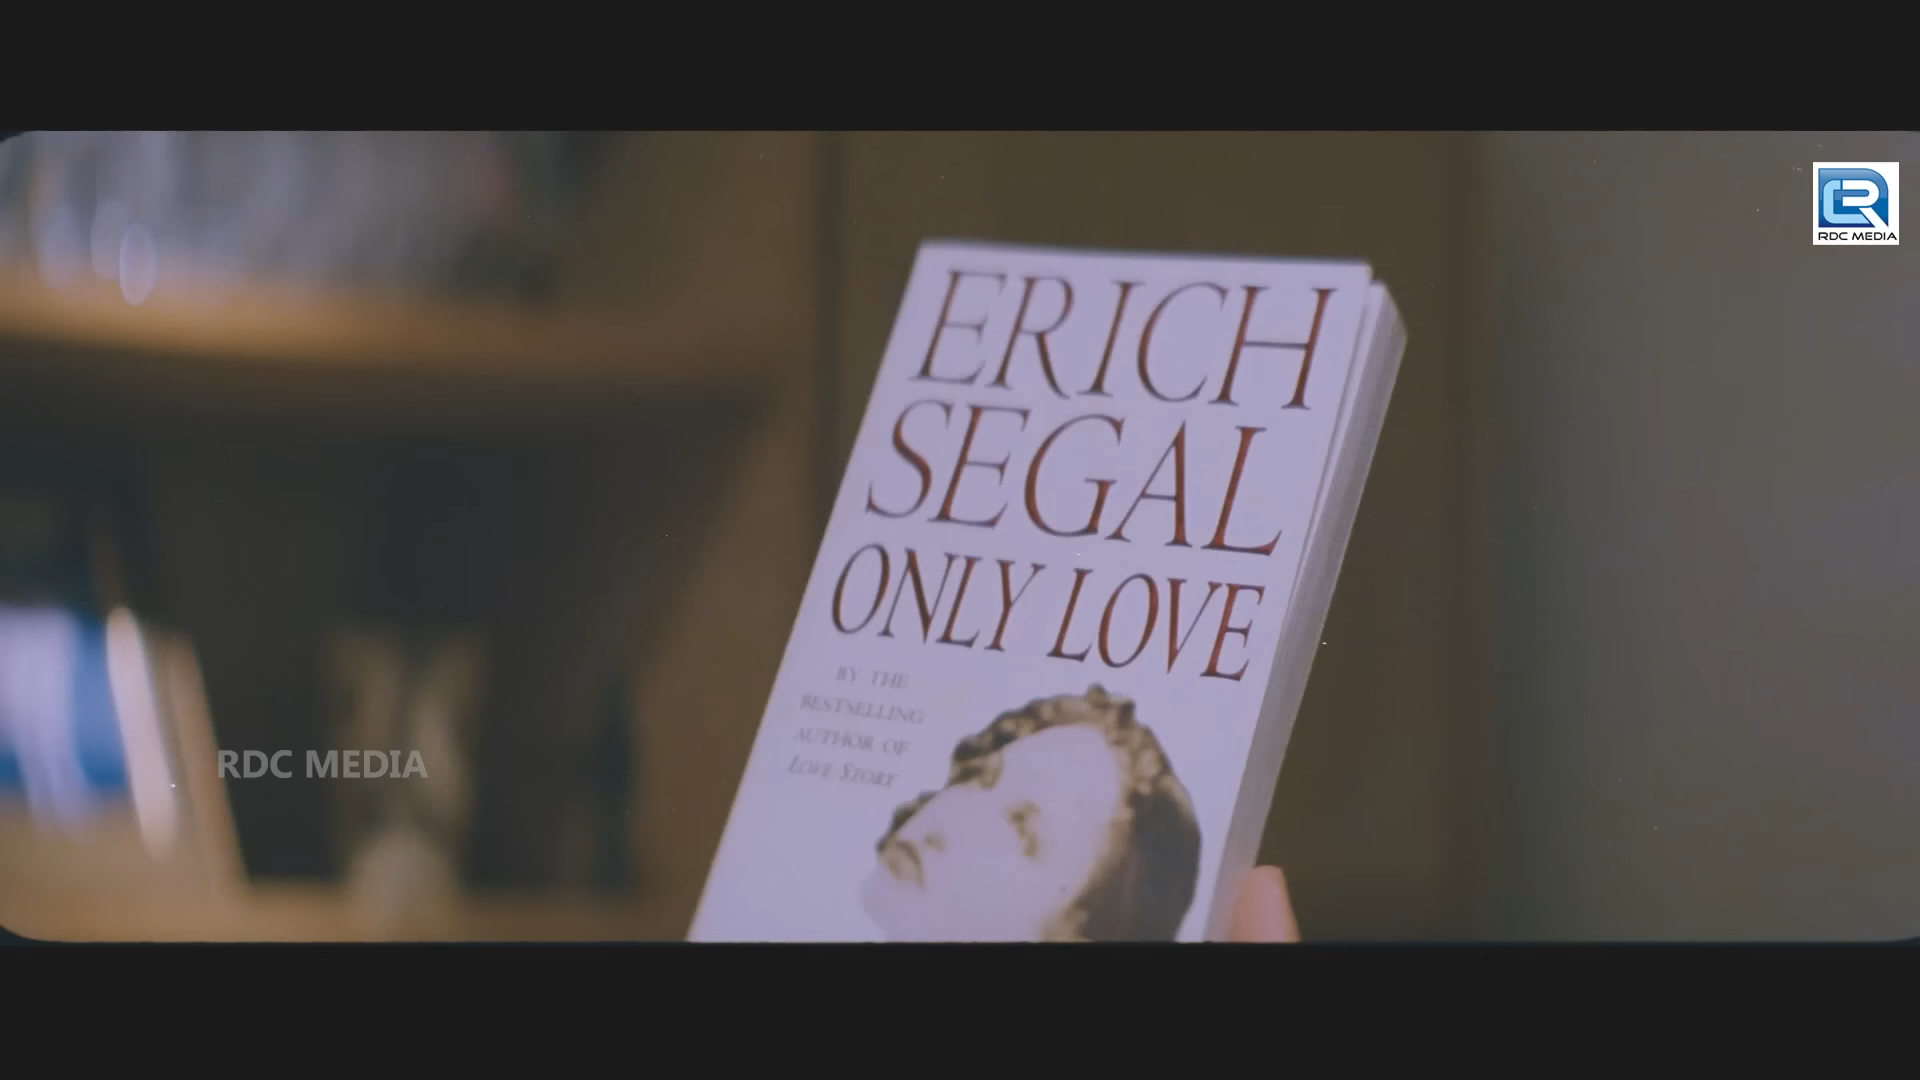 RDC MEDIA
ERICH
SEGAL
ONLY LOVE
BY THE
BESTSELLING
AUTHOR OF
LOVE STORY
RDC MEDIA